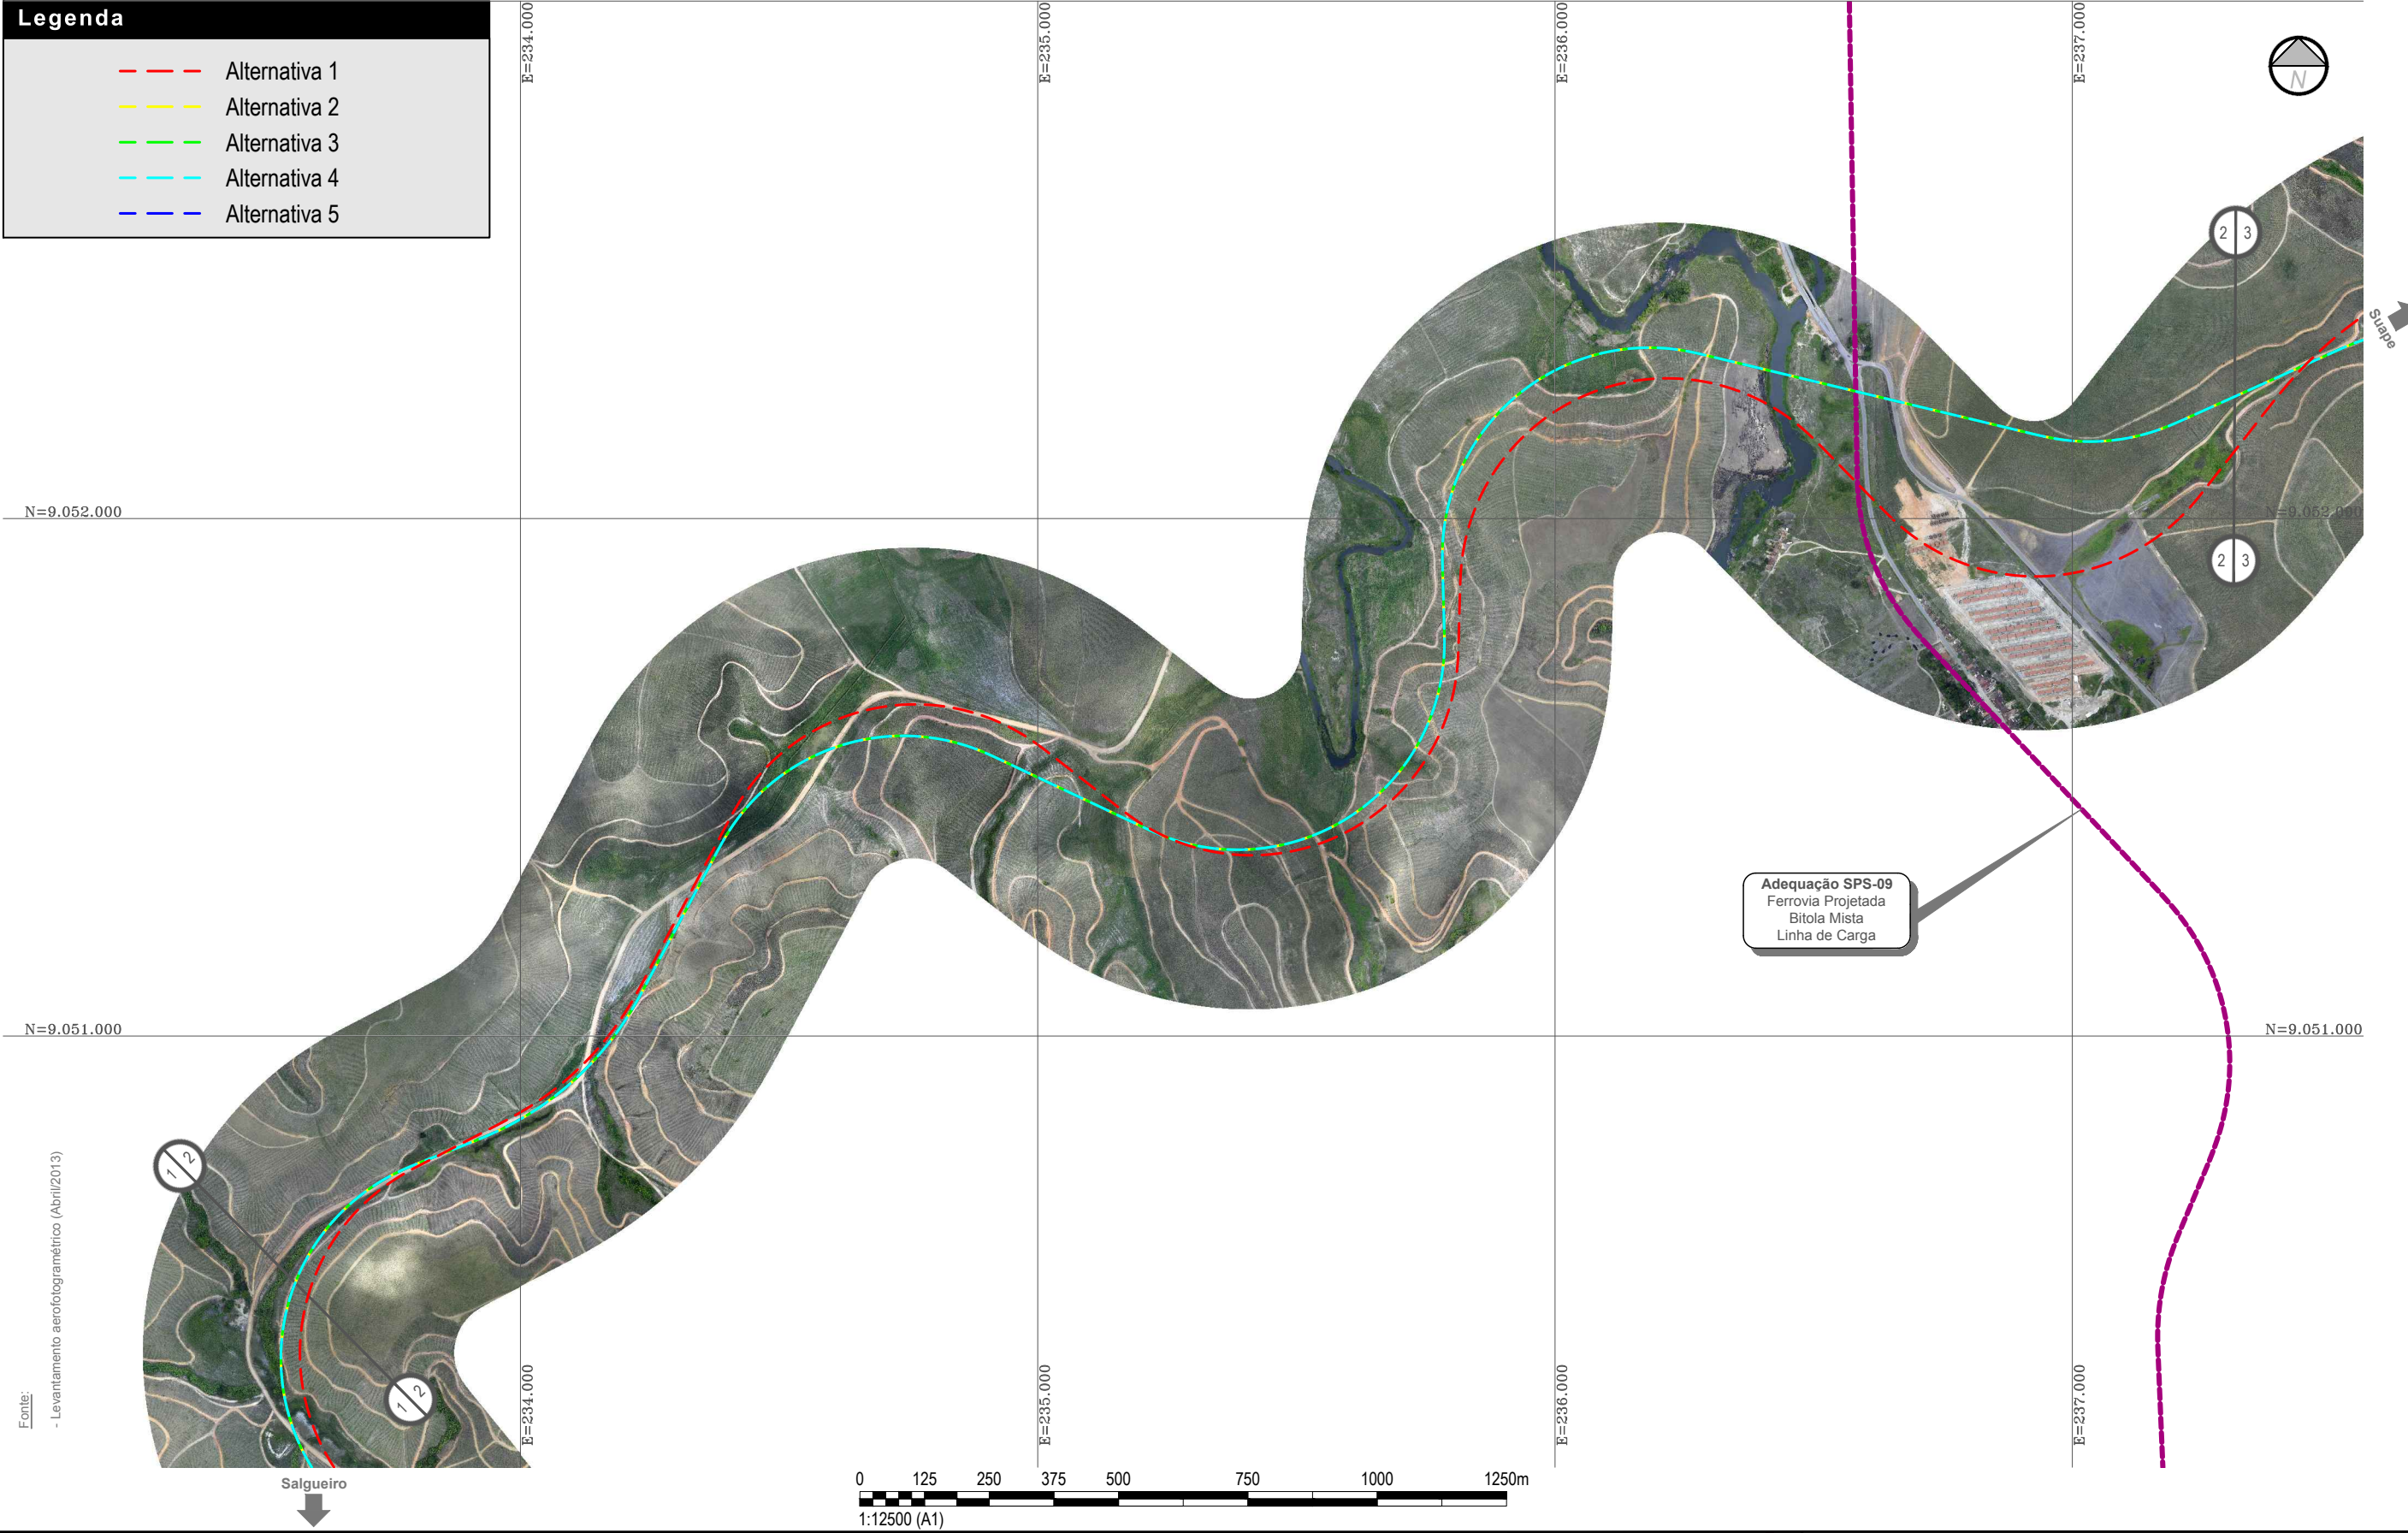 Legenda
Alternativa 1
Alternativa 2
Alternativa 3
Alternativa 4
Alternativa 5
E=234.000
E=235.000
E=236.000
E=237.000
N
2 3
Suape
N=9.052.000
N=9.052.000
2 3
Adequação SPS-09
Ferrovia Projetada
Bitola Mista
Linha de Carga
N=9.051.000
N=9.051.000
1 2
1 2
Fonte:
- Levantamento aerofotogramétrico (Abril/2013)
E=234.000
E=235.000
E=236.000
E=237.000
Salgueiro
0 125 250 375 500 750 1000 1250m
1:12500 (A1)